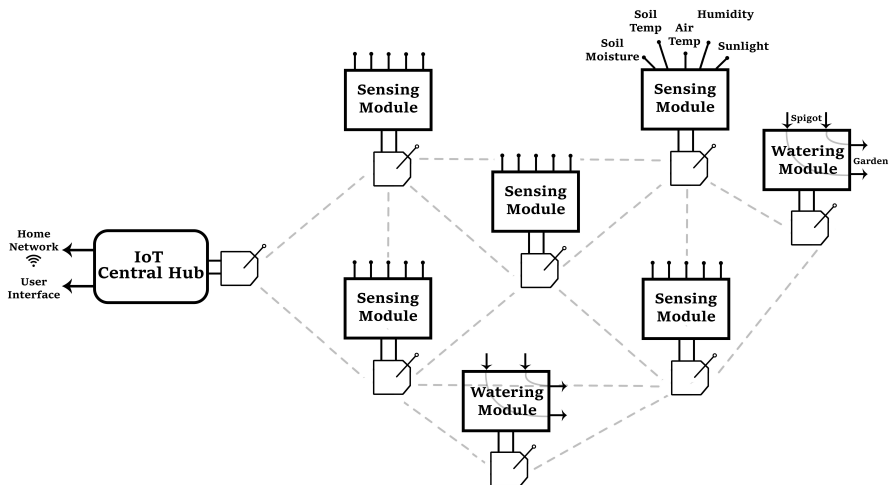 Soil
Temp
Humidity
Air
Temp
Soil
Moisture
Sunlight
Sensing
Module
Sensing
Module
Spigot
Watering
Module
Garden
Sensing
Module
Home
Network
User
Interface
IoT
Central Hub
Sensing
Module
Sensing
Module
Watering
Module